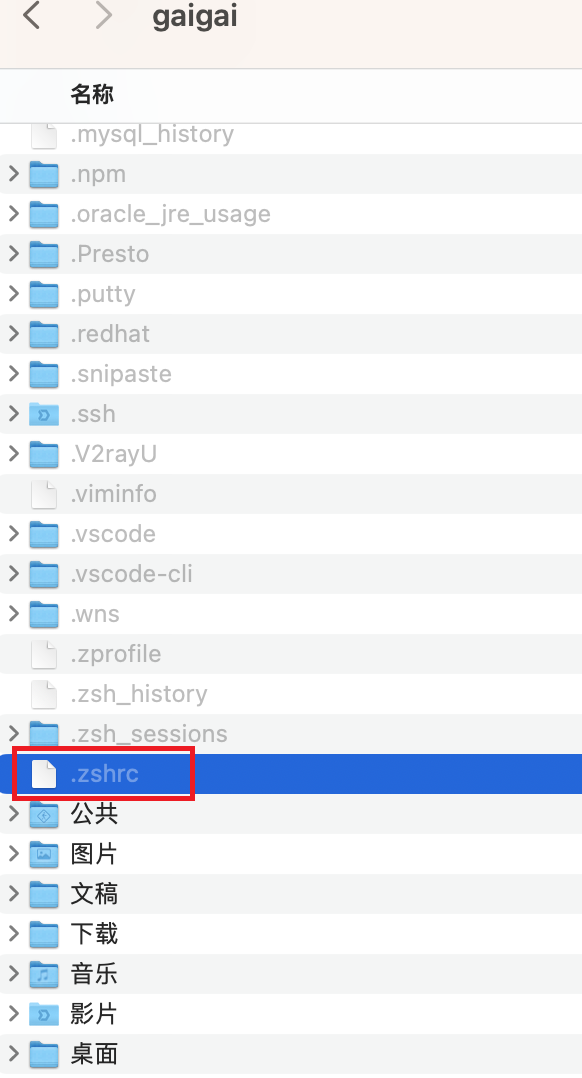 gaigai
名称
.mysql_history
.npm
.oracle_jre_usage
.Presto
.putty
.redhat
.snipaste
.ssh
.V2rayU
.viminfo
.vscode
.vscode-cli
.wns
.zprofile
.zsh_history
.zsh_sessions
.zshrc
公共
图片
文稿
下载
音乐
影片
桌面